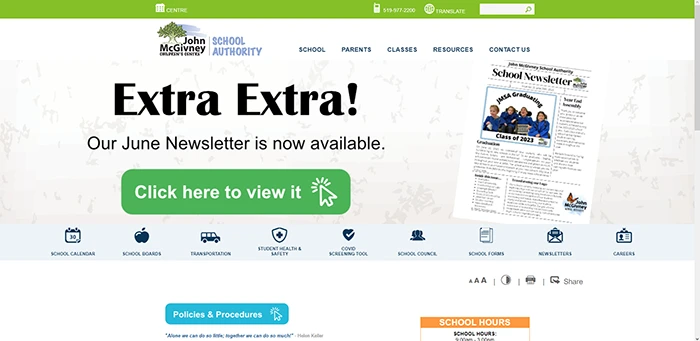 CENTRE
519-977-2200
TRANSLATE
John
McGivney
CHILDREN'S CENTRE
SCHOOL
AUTHORITY
SCHOOL
PARENTS
CLASSES
RESOURCES
CONTACT US
Extra Extra!
Our June Newsletter is now available.
Click here to view it
John McGivney School Authority
School Newsletter
JMSA Graduating
Class of 2023
Year End
Assembly
Graduation
John
McGivney
SCHOOL CALENDAR
SCHOOL BOARDS
TRANSPORTATION
STUDENT HEALTH &
SAFETY
COVID
SCREENING TOOL
SCHOOL COUNCIL
SCHOOL FORMS
NEWSLETTERS
CAREERS
A A A | | | Share
Policies & Procedures
"Alone we can do so little; together we can do so much!" - Helen Keller
SCHOOL HOURS
SCHOOL HOURS:
9:00am - 3:00pm